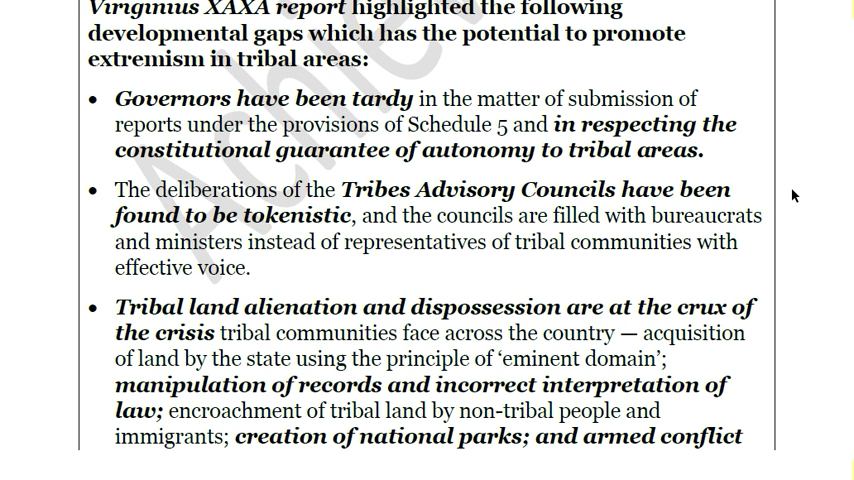 Virginius XAXA report highlighted the following
developmental gaps which has the potential to promote
extremism in tribal areas:
• Governors have been tardy in the matter of submission of
reports under the provisions of Schedule 5 and in respecting the
constitutional guarantee of autonomy to tribal areas.
• The deliberations of the Tribes Advisory Councils have been
found to be tokenistic, and the councils are filled with bureaucrats
and ministers instead of representatives of tribal communities with
effective voice.
• Tribal land alienation and dispossession are at the crux of
the crisis tribal communities face across the country — acquisition
of land by the state using the principle of ‘eminent domain’;
manipulation of records and incorrect interpretation of
law; encroachment of tribal land by non-tribal people and
immigrants; creation of national parks; and armed conflict
Achie